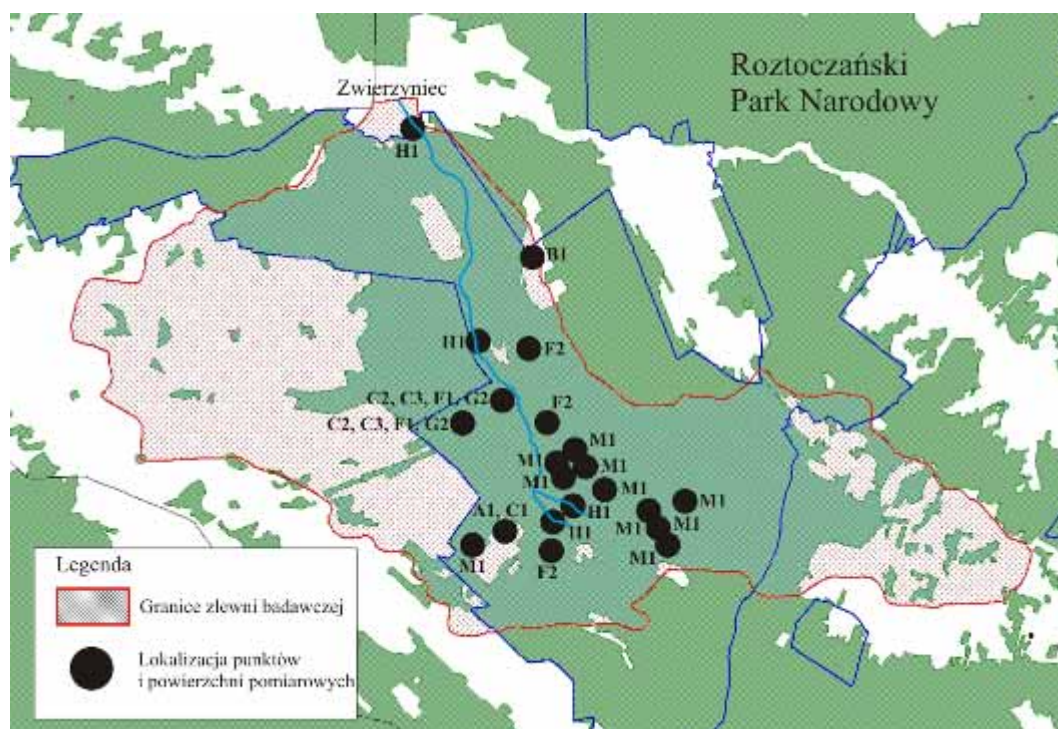 Roztoczański
Park Narodowy
Zwierzyniec
H1
B1
H1
F2
C2, C3, F1, G2
F2
C2, C3, F1, G2
M1
M1
M1
M1
M1
M1
A1, C1
H1
M1
M1
H1
M1
M1
F2
Legenda
Granice zlewni badawczej
Lokalizacja punktów
i powierzchni pomiarowych